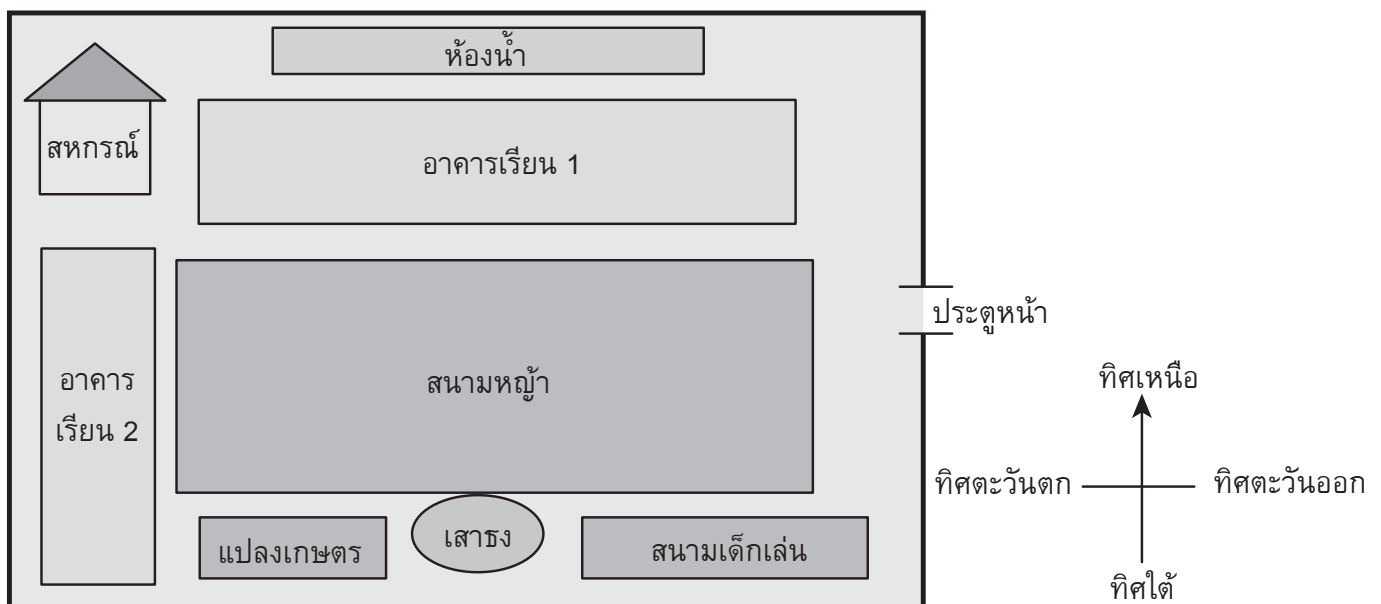 ห้องน้ำ
สหกรณ์
อาคารเรียน 1
ประตูหน้า
อาคาร
เรียน 2
สนามหญ้า
ทิศเหนือ
ทิศตะวันตก
ทิศตะวันออก
แปลงเกษตร
เสาธง
สนามเด็กเล่น
ทิศใต้